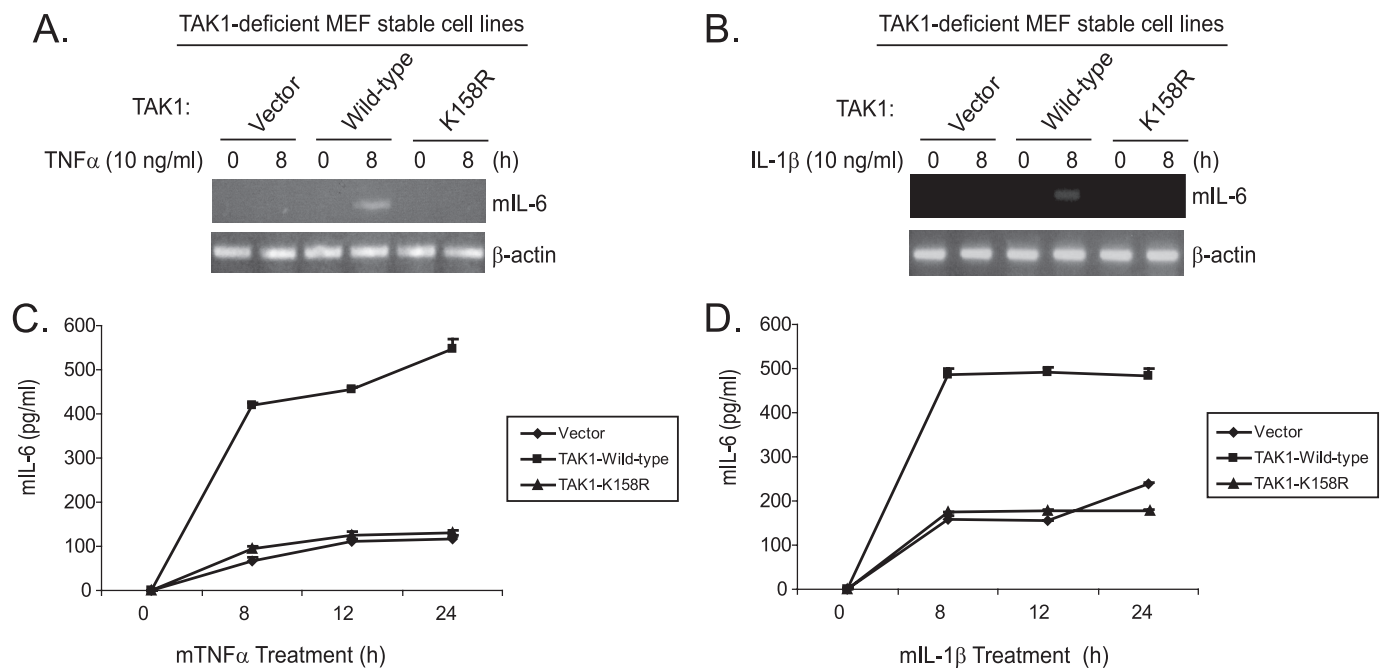 A.
TAK1-deficient MEF stable cell lines
TAK1:
Vector
Wild-type
K158R
TNFα (10 ng/ml)
0 8 0 8 0 8 (h)
mIL-6
β-actin
B.
TAK1-deficient MEF stable cell lines
TAK1:
Vector
Wild-type
K158R
IL-1β (10 ng/ml)
0 8 0 8 0 8 (h)
mIL-6
β-actin
C.
mIL-6 (pg/ml)
600
500
400
300
200
100
0
0 8 12 24
mTNFα Treatment (h)
Vector
TAK1-Wild-type
TAK1-K158R
D.
mIL-6 (pg/ml)
600
500
400
300
200
100
0
0 8 12 24
mIL-1β Treatment (h)
Vector
TAK1-Wild-type
TAK1-K158R